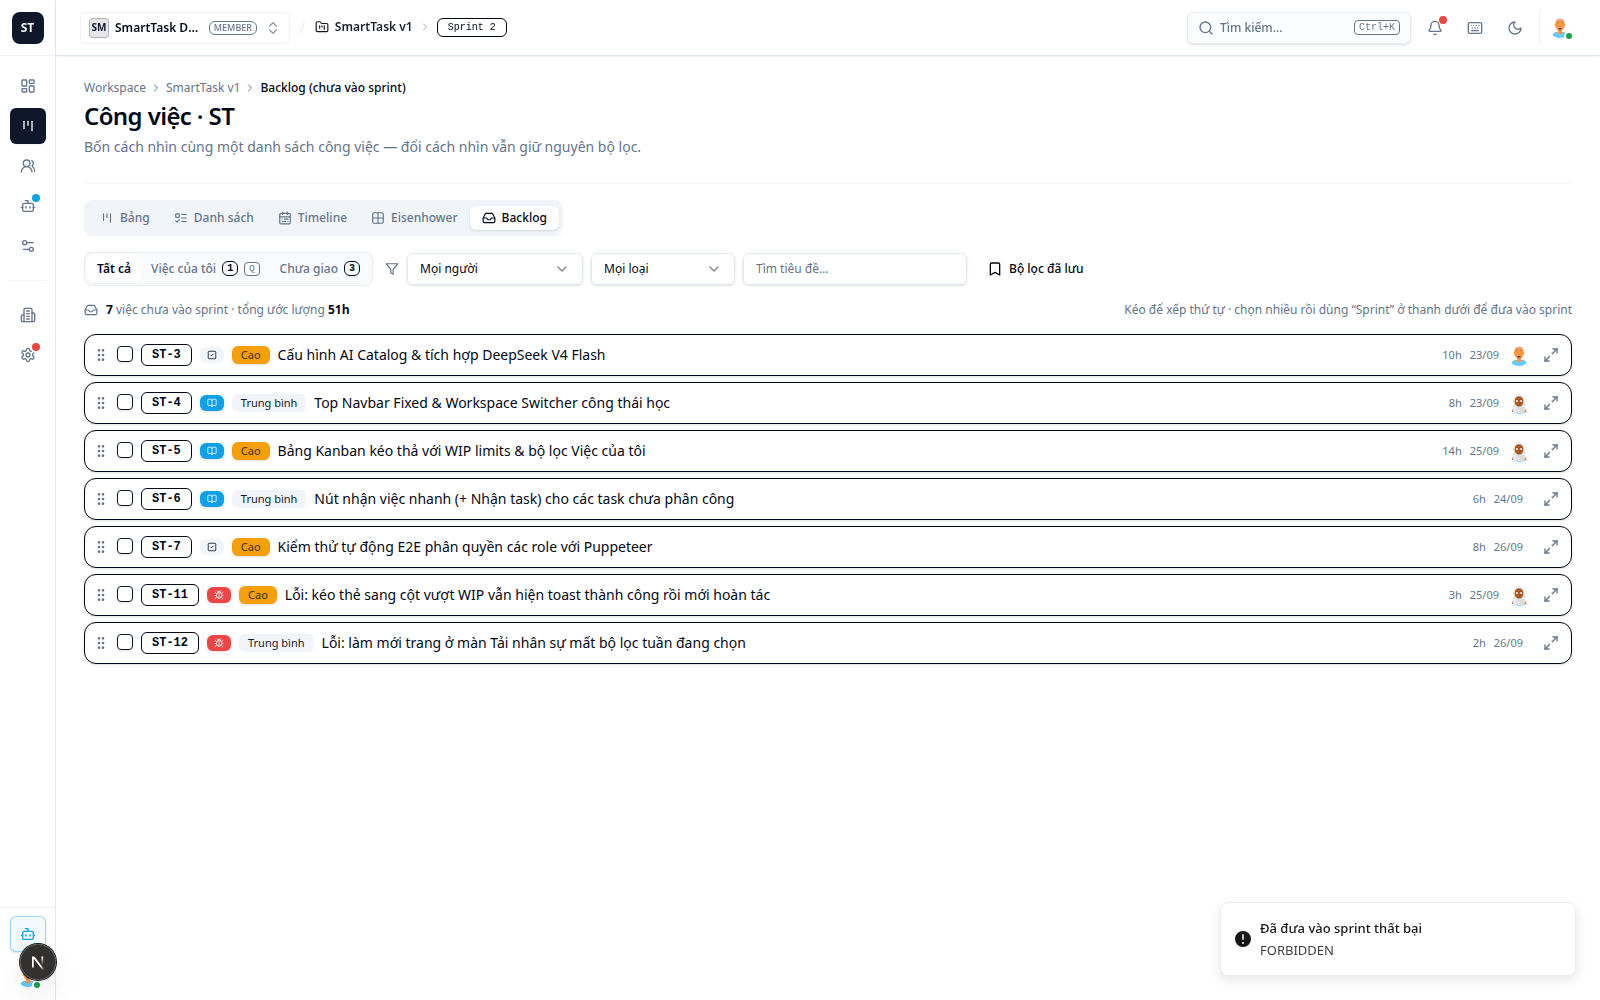 ST
SM SmartTask D... MEMBER / SmartTask v1 > Sprint 2
Tìm kiếm... Ctrl+K
Workspace > SmartTask v1 > Backlog (chưa vào sprint)
Công việc · ST
Bốn cách nhìn cùng một danh sách công việc — đổi cách nhìn vẫn giữ nguyên bộ lọc.
Bảng Danh sách Timeline Eisenhower Backlog
Tất cả Việc của tôi 1 Q Chưa giao 3 Mọi người Mọi loại Tìm tiêu đề... Bộ lọc đã lưu
7 việc chưa vào sprint · tổng ước lượng 51h
Kéo để xếp thứ tự · chọn nhiều rồi dùng “Sprint” ở thanh dưới để đưa vào sprint
ST-3 Cao Cấu hình AI Catalog & tích hợp DeepSeek V4 Flash 10h 23/09
ST-4 Trung bình Top Navbar Fixed & Workspace Switcher công thái học 8h 23/09
ST-5 Cao Bảng Kanban kéo thả với WIP limits & bộ lọc Việc của tôi 14h 25/09
ST-6 Trung bình Nút nhận việc nhanh (+ Nhận task) cho các task chưa phân công 6h 24/09
ST-7 Cao Kiểm thử tự động E2E phân quyền các role với Puppeteer 8h 26/09
ST-11 Cao Lỗi: kéo thẻ sang cột vượt WIP vẫn hiện toast thành công rồi mới hoàn tác 3h 25/09
ST-12 Trung bình Lỗi: làm mới trang ở màn Tải nhân sự mất bộ lọc tuần đang chọn 2h 26/09
Đã đưa vào sprint thất bại
FORBIDDEN
N